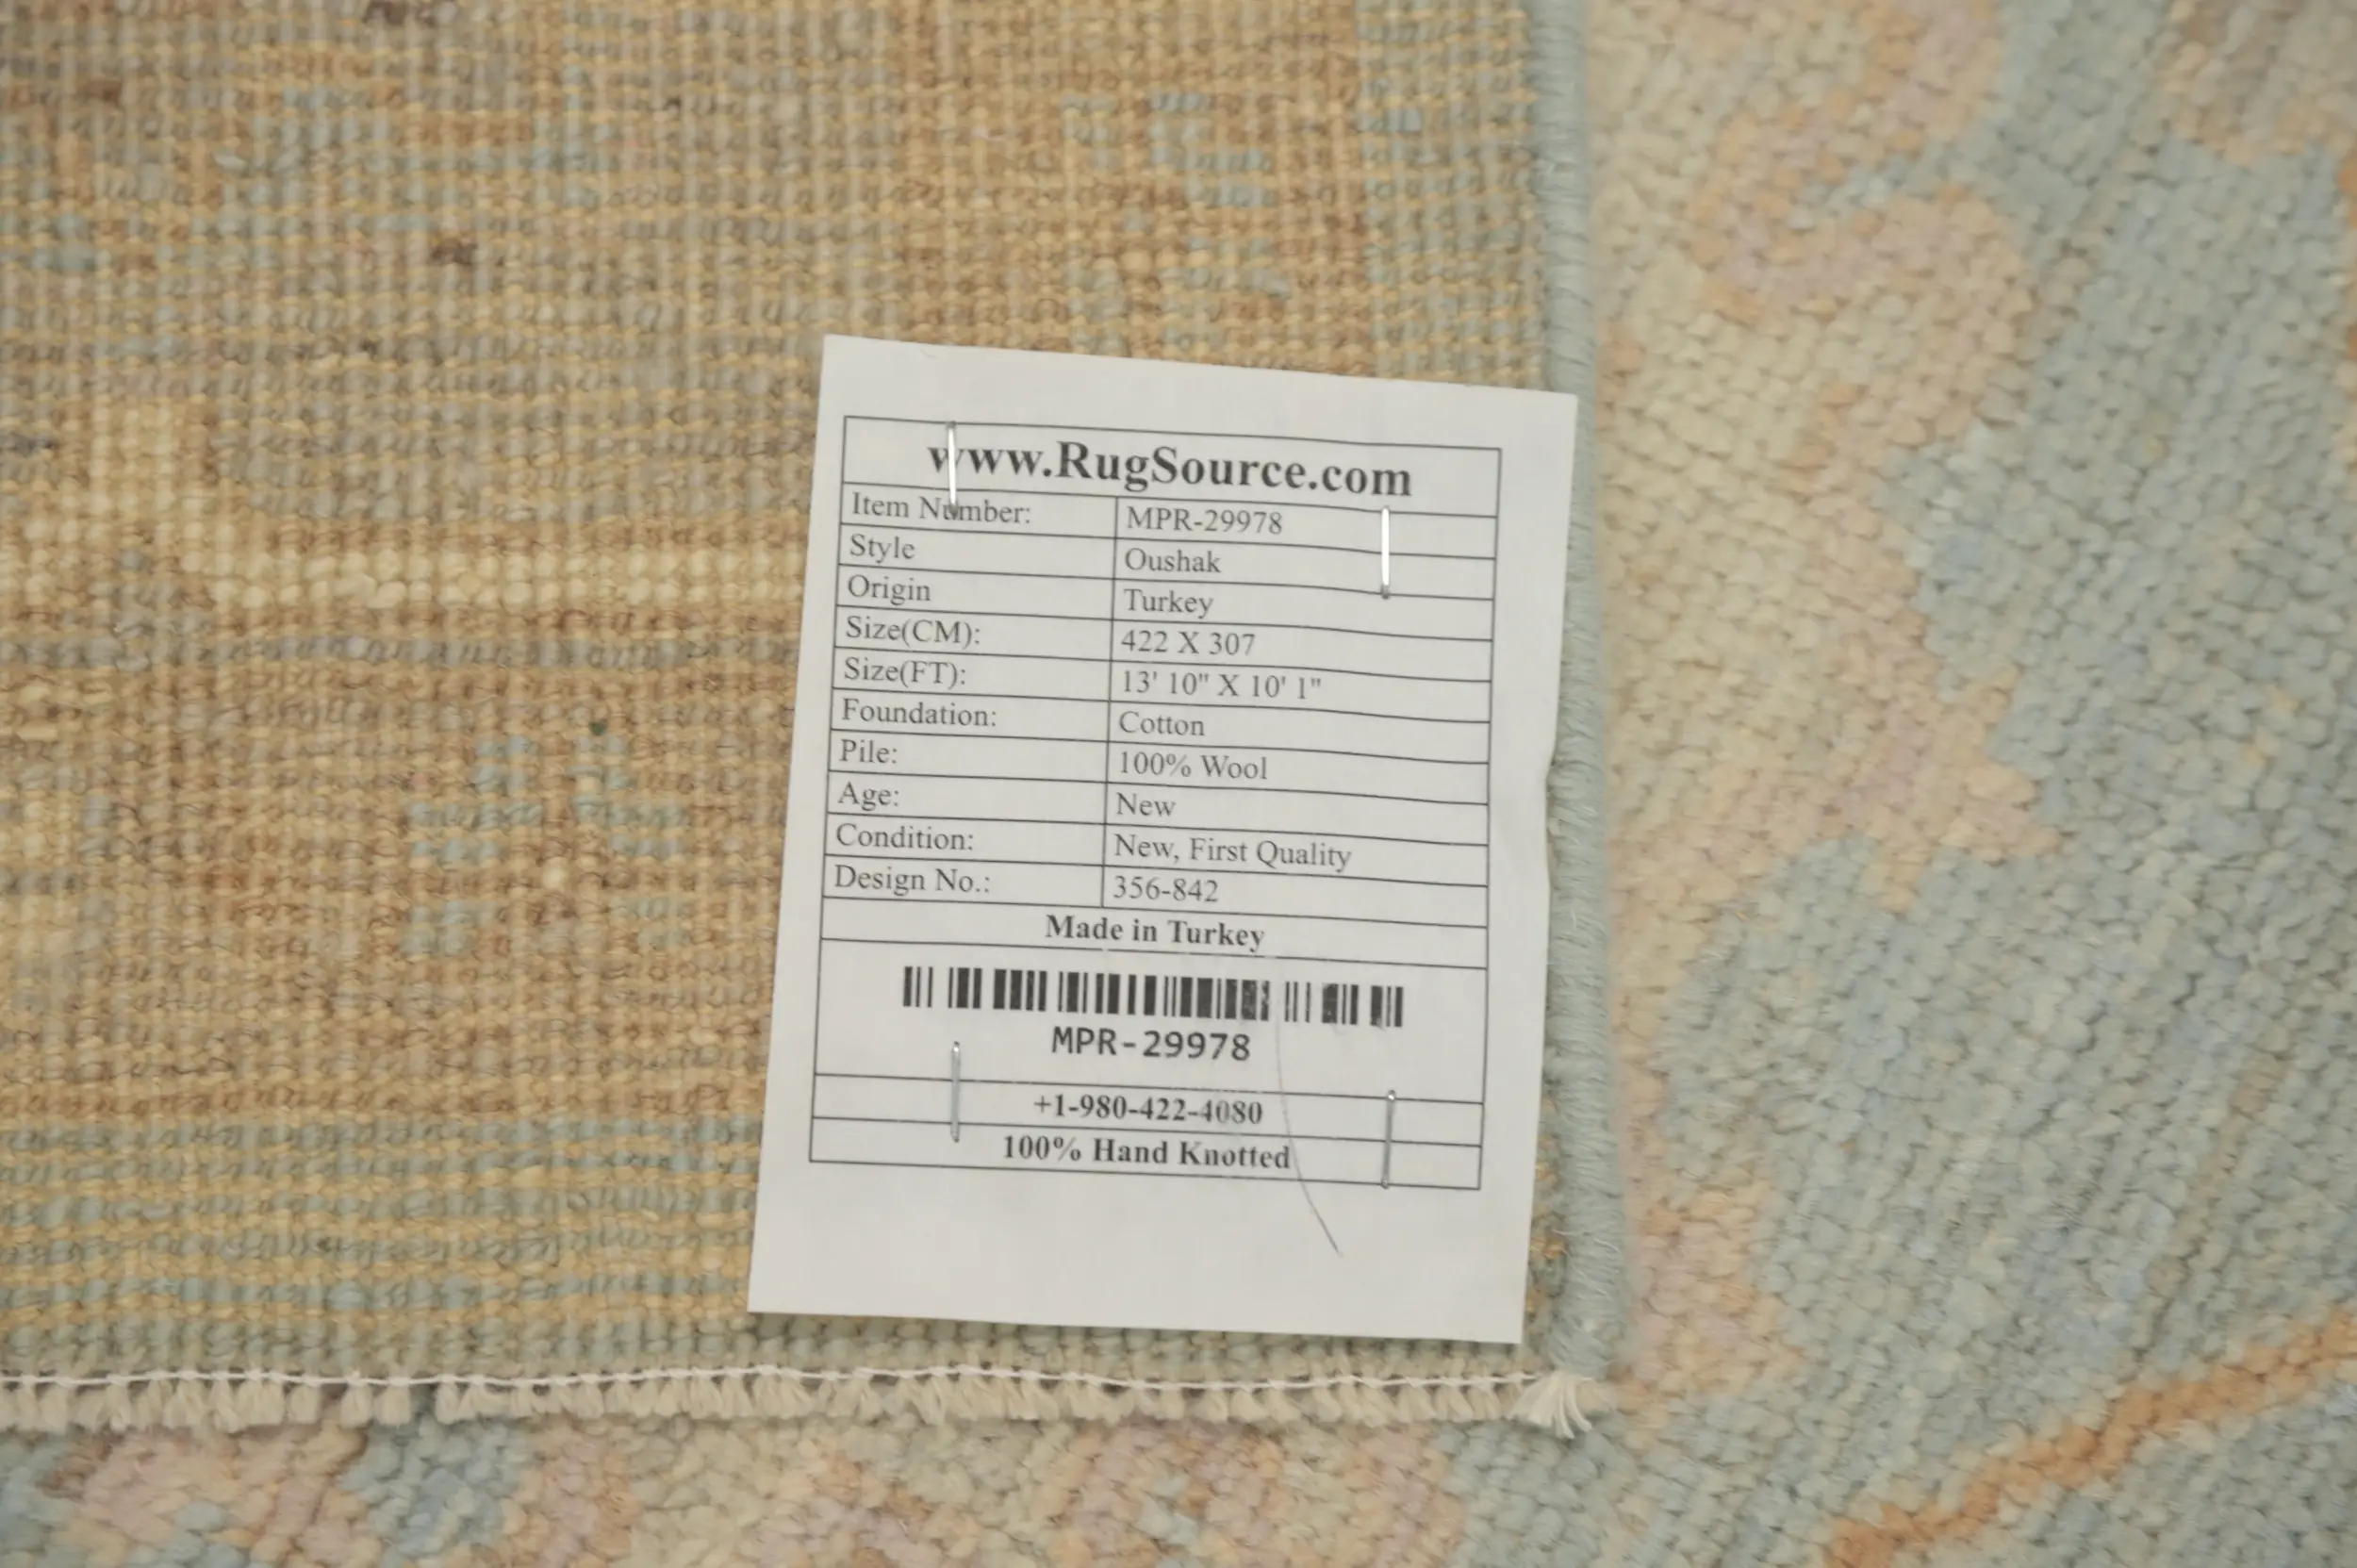 www.RugSource.com
Item Number: MPR-29978
Style Oushak
Origin Turkey
Size(CM): 422 X 307
Size(FT): 13' 10" X 10' 1"
Foundation: Cotton
Pile: 100% Wool
Age: New
Condition: New, First Quality
Design No.: 356-842
Made in Turkey
MPR-29978
+1-980-422-4080
100% Hand Knotted